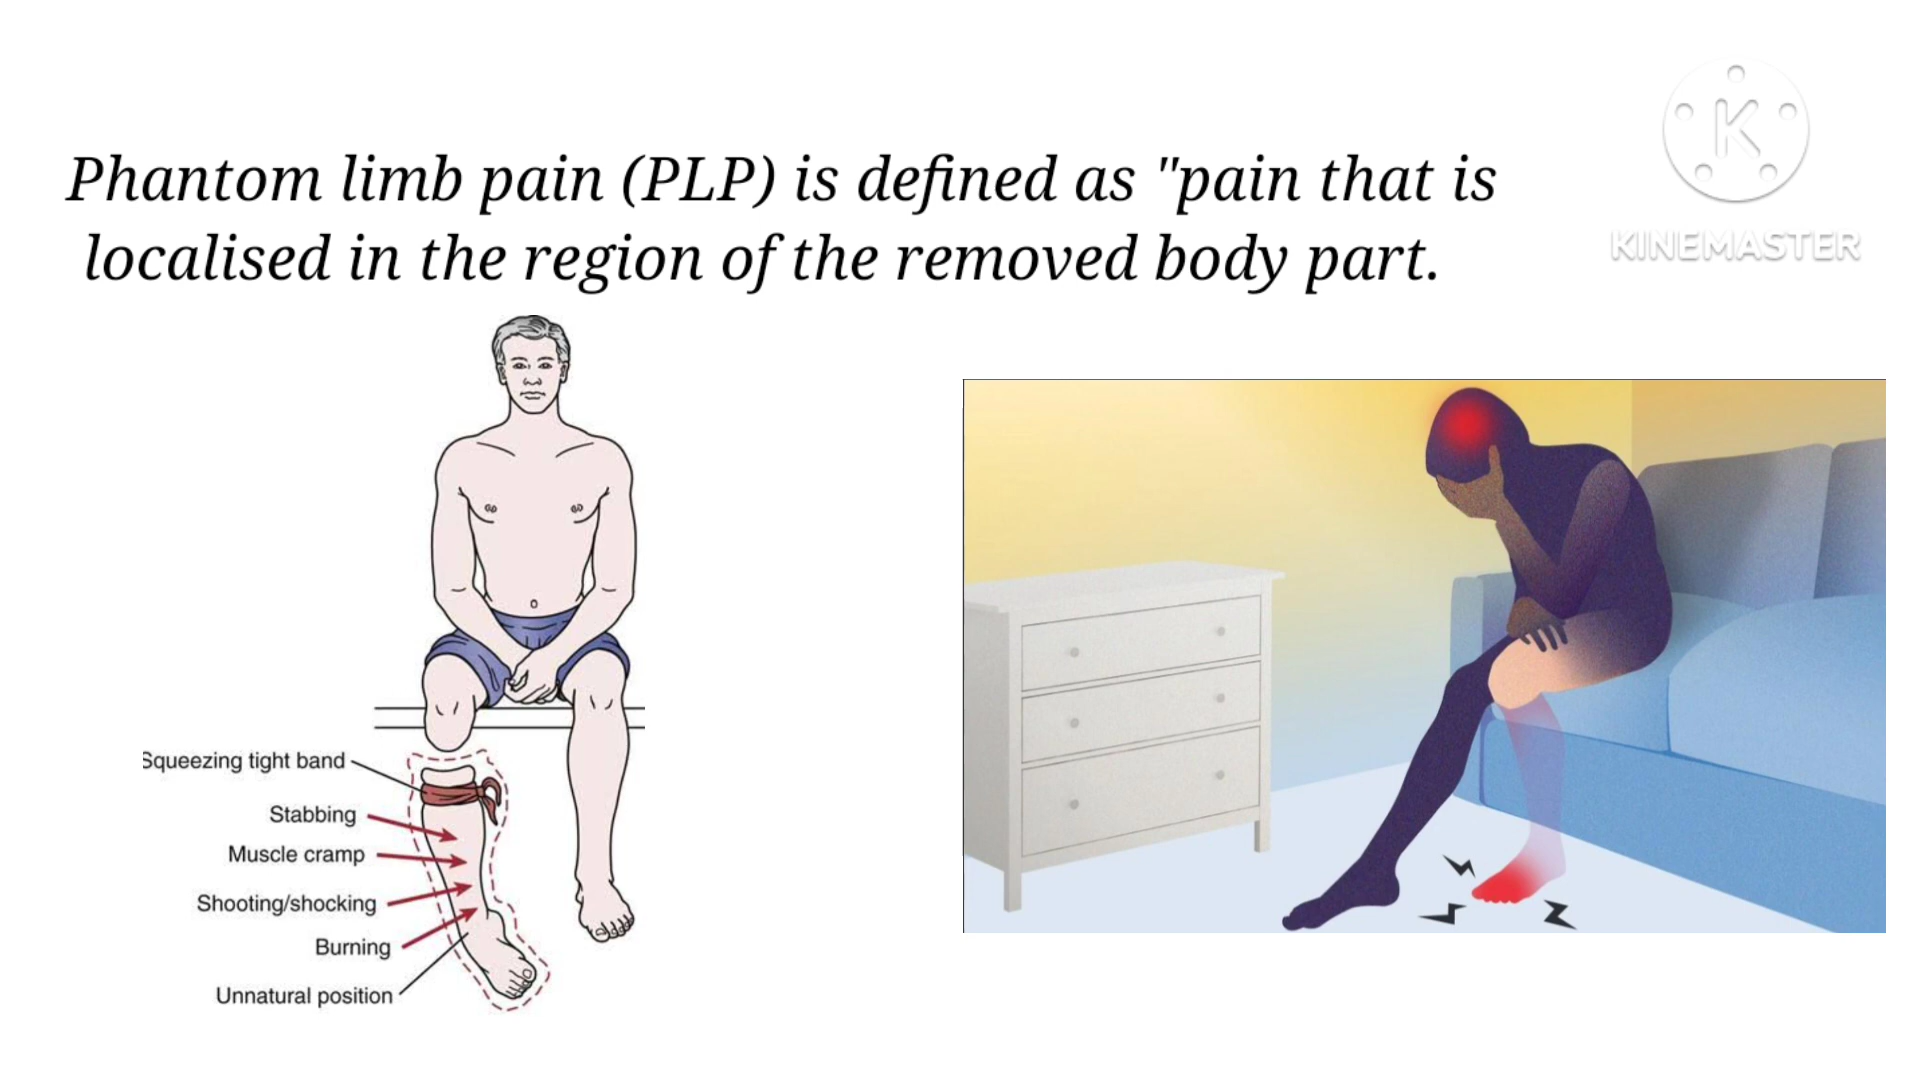 Phantom limb pain (PLP) is defined as "pain that is
localised in the region of the removed body part.
K
KINEMASTER
Squeezing tight band
Stabbing
Muscle cramp
Shooting/shocking
Burning
Unnatural position